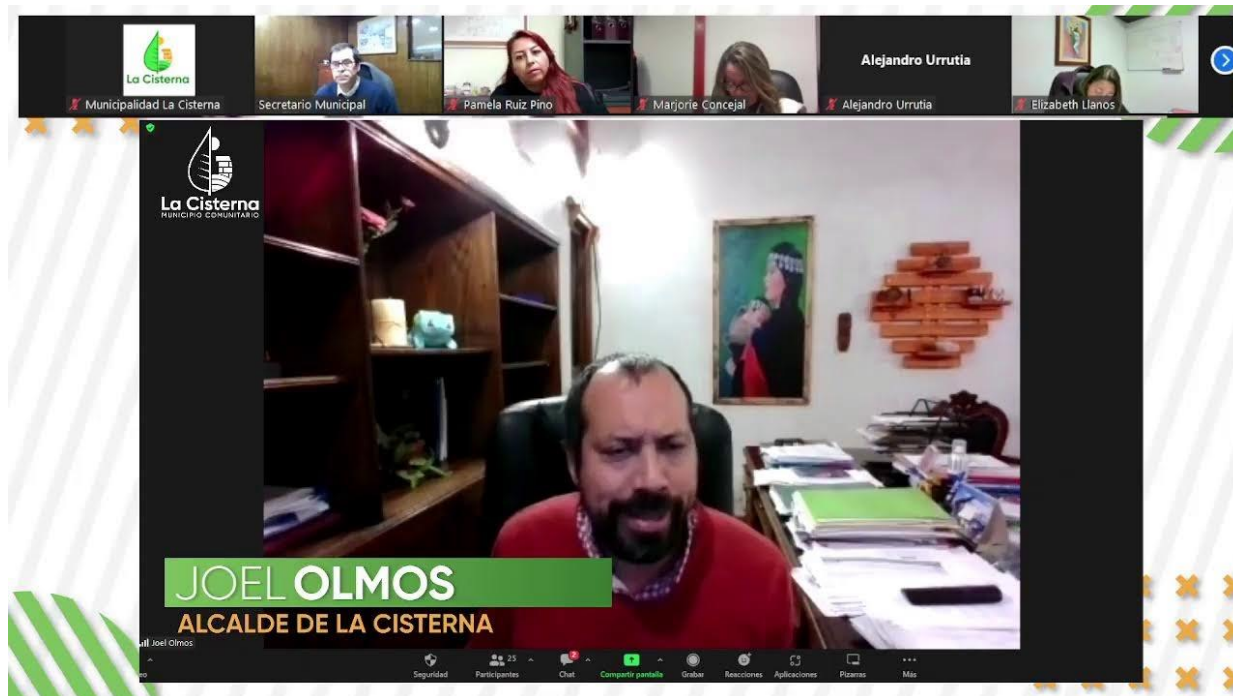 La Cisterna
Municipalidad La Cisterna
Secretario Municipal
Pamela Ruiz Pino
Marjorie Concejal
Alejandro Urrutia
Alejandro Urrutia
Elizabeth Llanos
La Cisterna
MUNICIPIO COMUNITARIO
JOEL OLMOS
ALCALDE DE LA CISTERNA
Joel Olmos
Seguridad
25
Participantes
2
Chat
Compartir pantalla
Grabar
Reacciones
Aplicaciones
Pizarras
Más